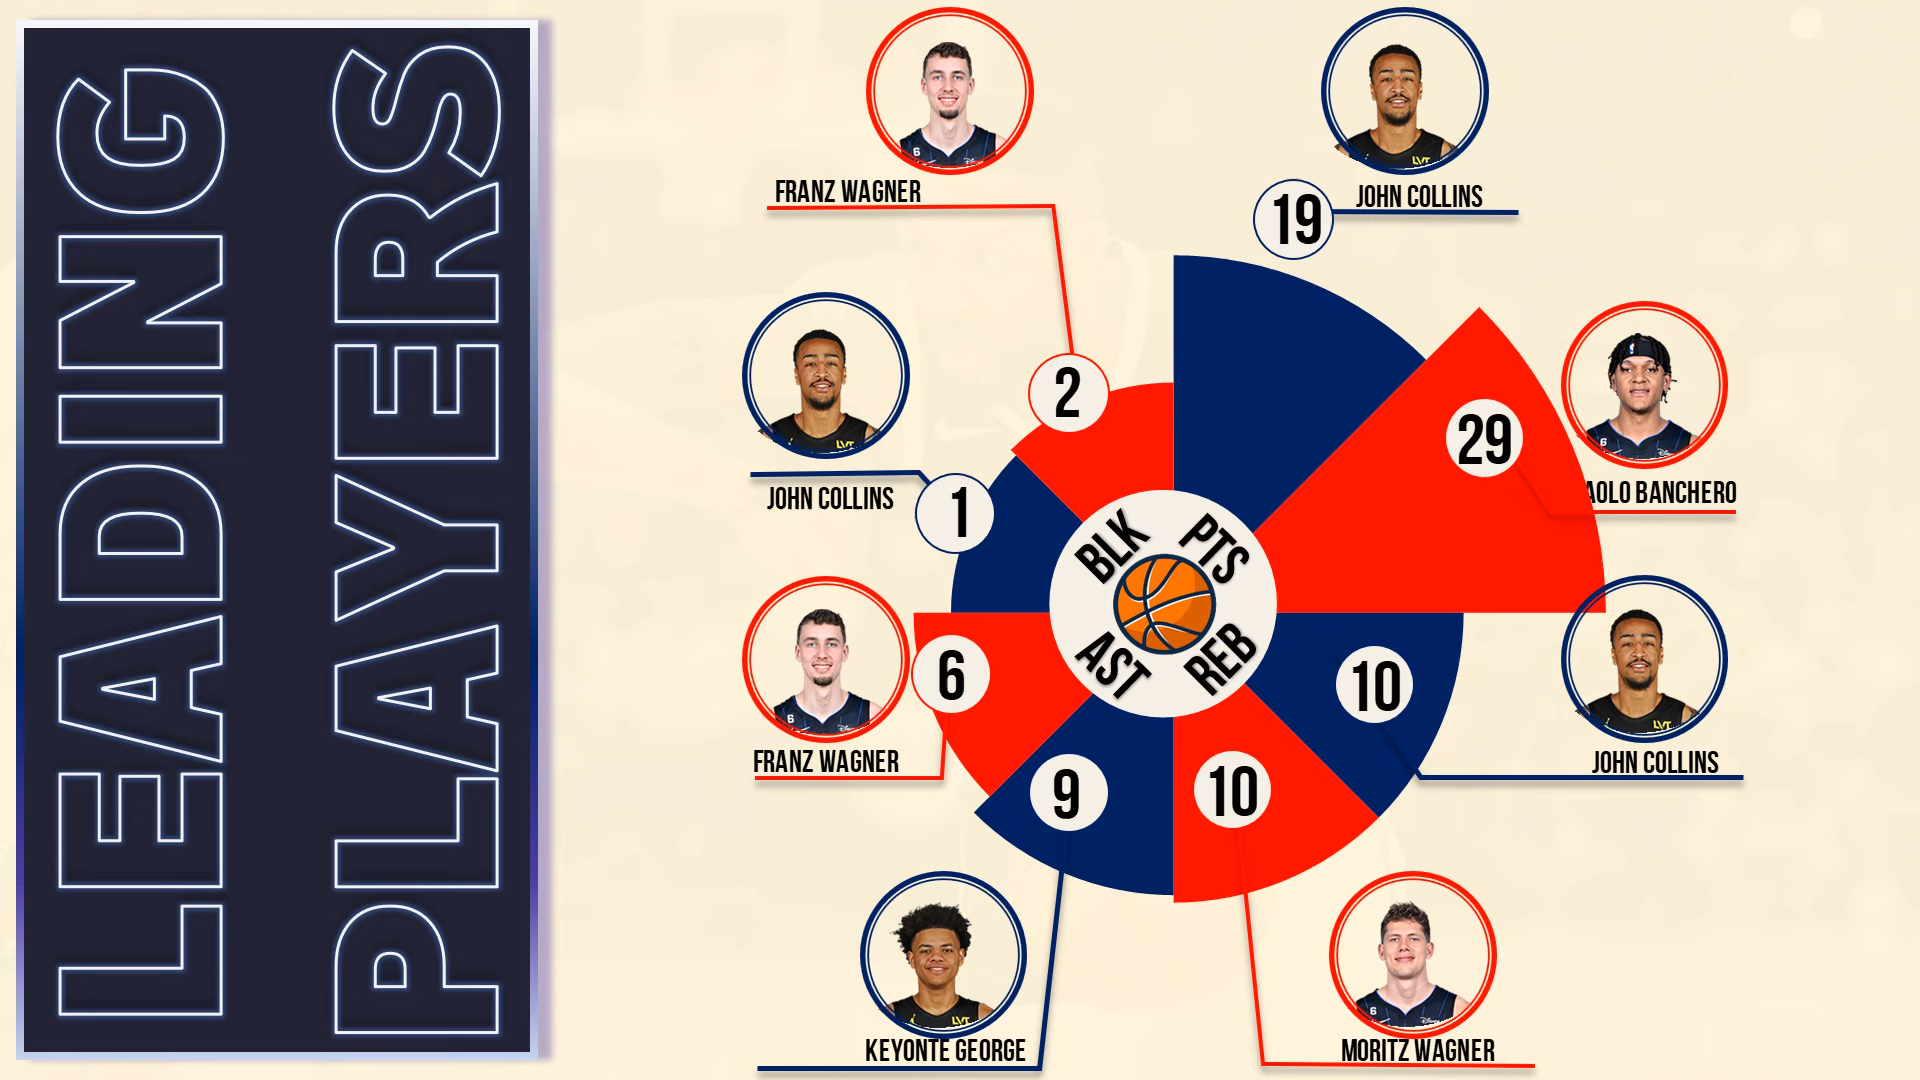 LEADING
PLAYERS
FRANZ WAGNER
JOHN COLLINS
19
2
29
AOLO BANCHERO
JOHN COLLINS
1
BLK
PTS
AST
REB
6
10
FRANZ WAGNER
JOHN COLLINS
9
10
KEYONTE GEORGE
MORITZ WAGNER